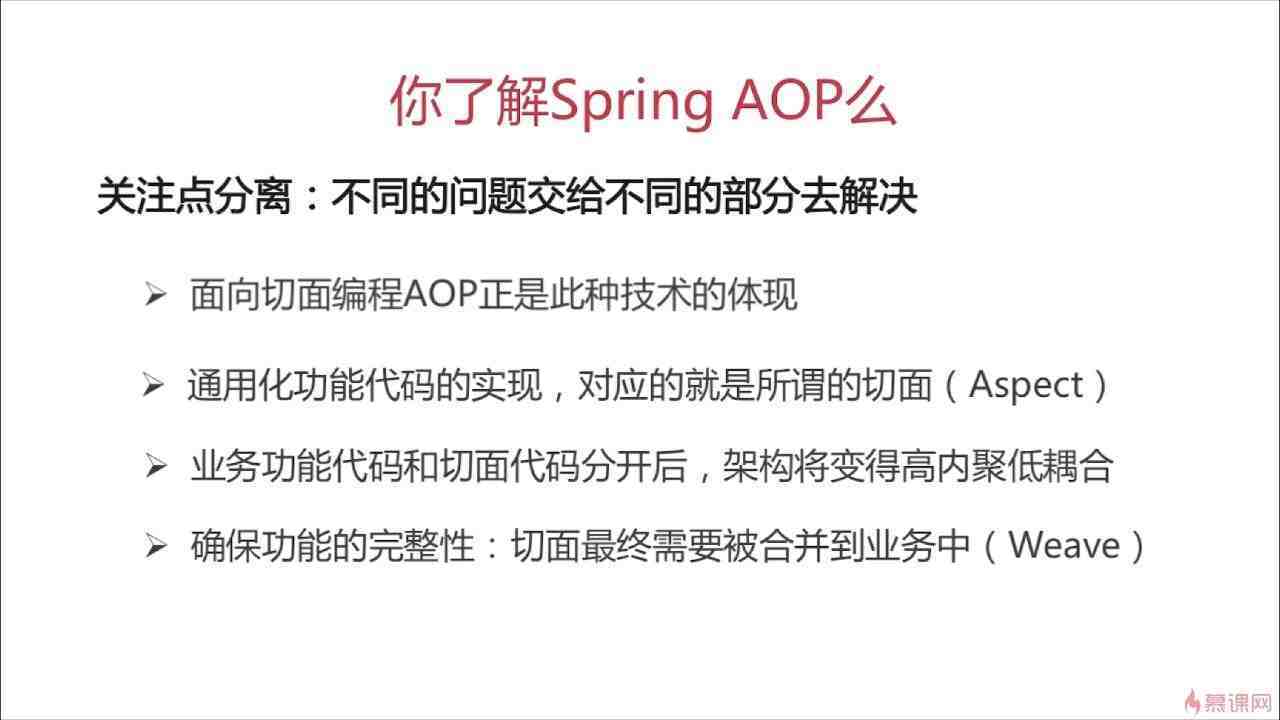 你了解Spring AOP么
关注点分离：不同的问题交给不同的部分去解决
面向切面编程AOP正是此种技术的体现
通用化功能代码的实现，对应的就是所谓的切面（Aspect）
业务功能代码和切面代码分开后，架构将变得高内聚低耦合
确保功能的完整性：切面最终需要被合并到业务中（Weave）
慕课网